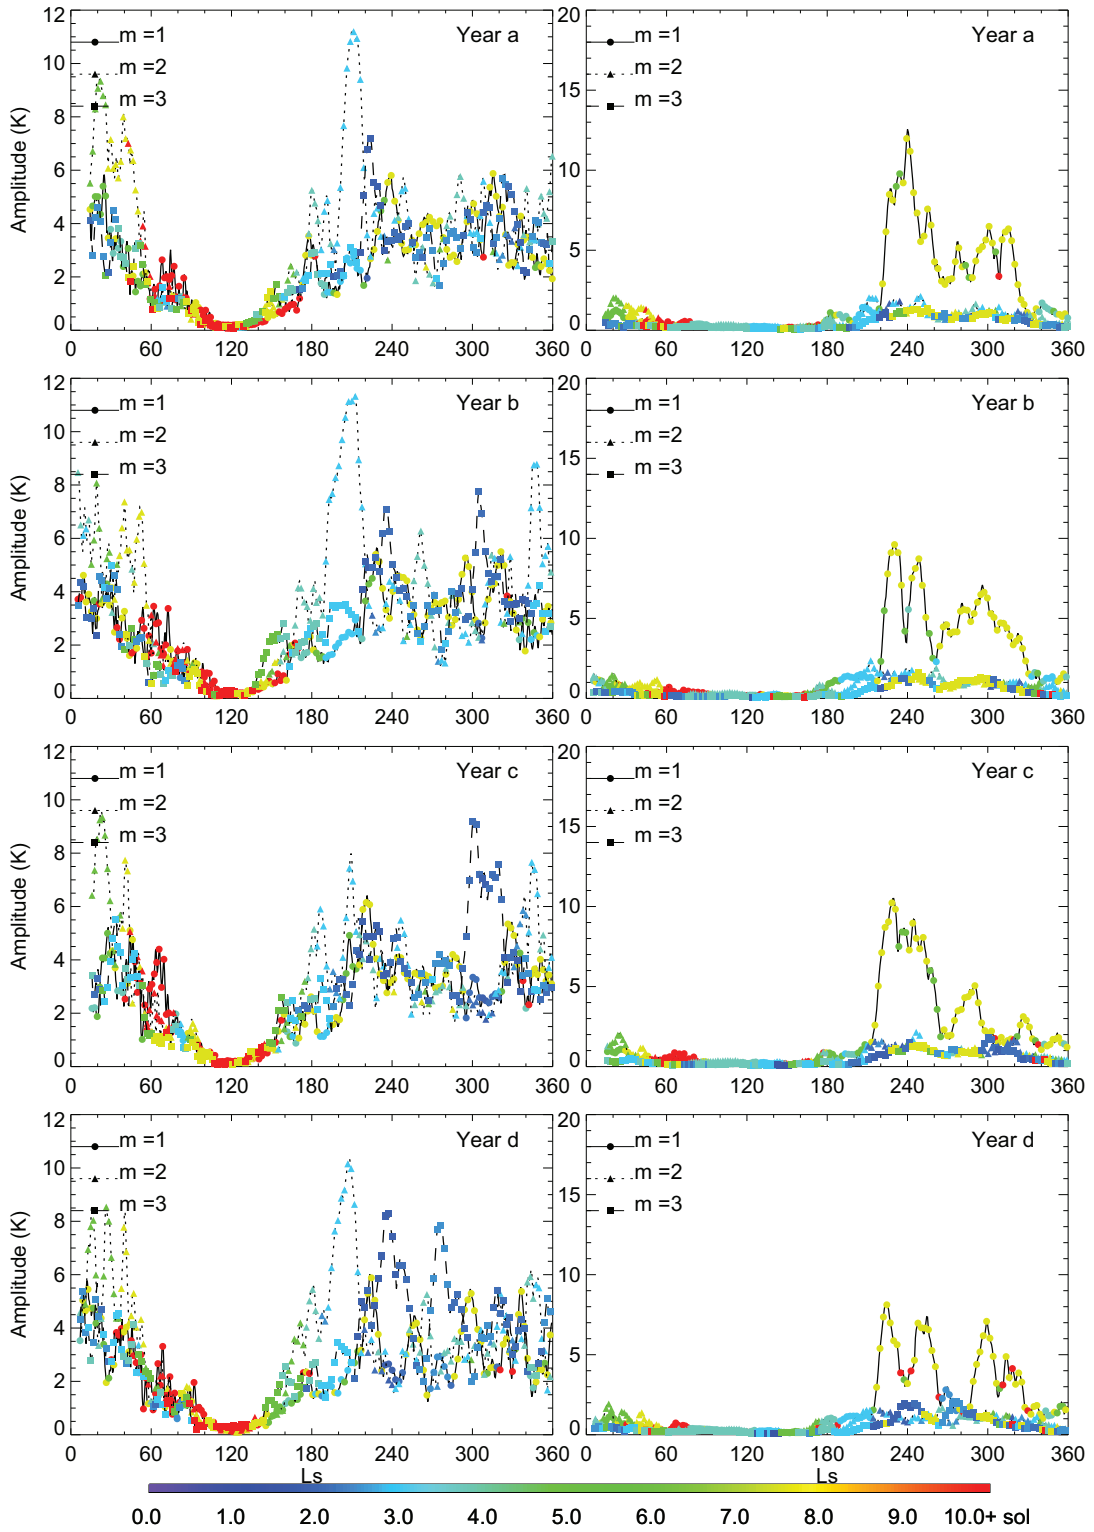 12
10
8
6
4
2
0
Amplitude (K)
m =1
m =2
m =3
Year a
0 60 120 180 240 300 360
20
15
10
5
0
m =1
m =2
m =3
Year a
0 60 120 180 240 300 360
12
10
8
6
4
2
0
Amplitude (K)
m =1
m =2
m =3
Year b
0 60 120 180 240 300 360
20
15
10
5
0
m =1
m =2
m =3
Year b
0 60 120 180 240 300 360
12
10
8
6
4
2
0
Amplitude (K)
m =1
m =2
m =3
Year c
0 60 120 180 240 300 360
20
15
10
5
0
m =1
m =2
m =3
Year c
0 60 120 180 240 300 360
12
10
8
6
4
2
0
Amplitude (K)
m =1
m =2
m =3
Year d
0 60 120 180 240 300 360
Ls
20
15
10
5
0
m =1
m =2
m =3
Year d
0 60 120 180 240 300 360
Ls
0.0 1.0 2.0 3.0 4.0 5.0 6.0 7.0 8.0 9.0 10.0+ sol